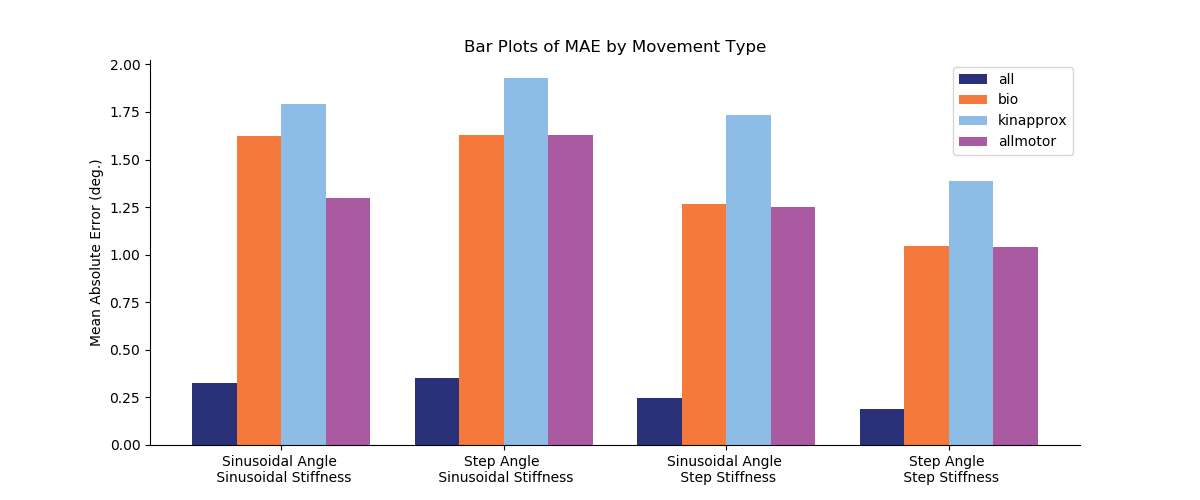 Bar Plots of MAE by Movement Type
all
bio
kinapprox
allmotor
Mean Absolute Error (deg.)
2.00
1.75
1.50
1.25
1.00
0.75
0.50
0.25
0.00
Sinusoidal Angle
Sinusoidal Stiffness
Step Angle
Sinusoidal Stiffness
Sinusoidal Angle
Step Stiffness
Step Angle
Step Stiffness